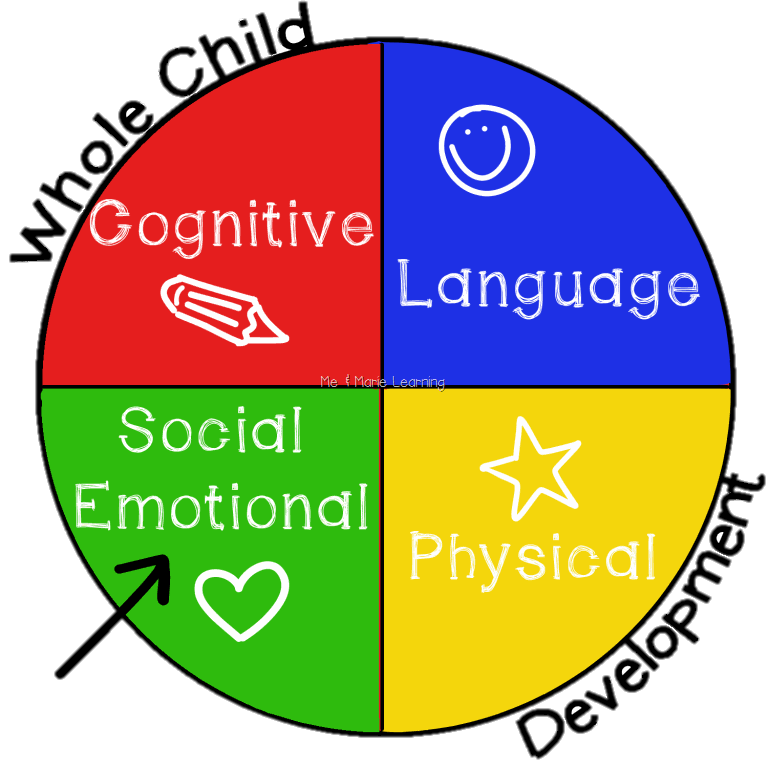 Whole Child
Cognitive
Language
Me & Marie Learning
Social
Emotional
Physical
Development